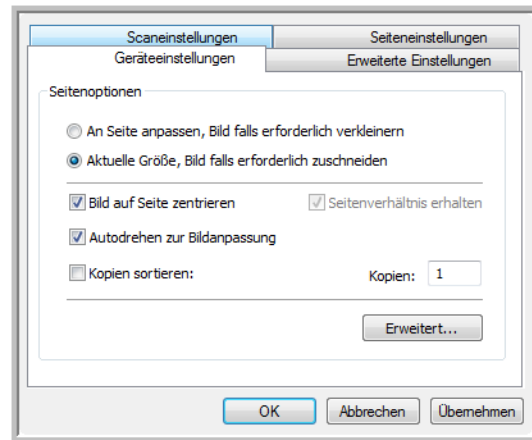 Scaneinstellungen
Seiteneinstellungen
Geräteeinstellungen
Erweiterte Einstellungen
Seitenoptionen
An Seite anpassen, Bild falls erforderlich verkleinern
Aktuelle Größe, Bild falls erforderlich zuschneiden
Bild auf Seite zentrieren
Seitenverhältnis erhalten
Autodrehen zur Bildanpassung
Kopien sortieren:
Kopien: 1
Erweitert...
OK
Abbrechen
Übernehmen